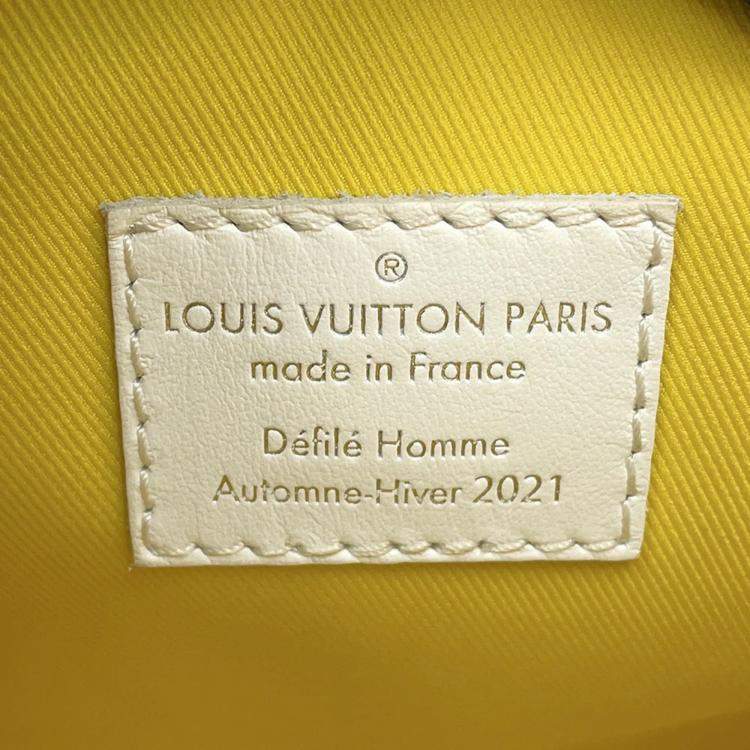 ®
LOUIS VUITTON PARIS
made in France
Défilé Homme
Automne-Hiver 2021